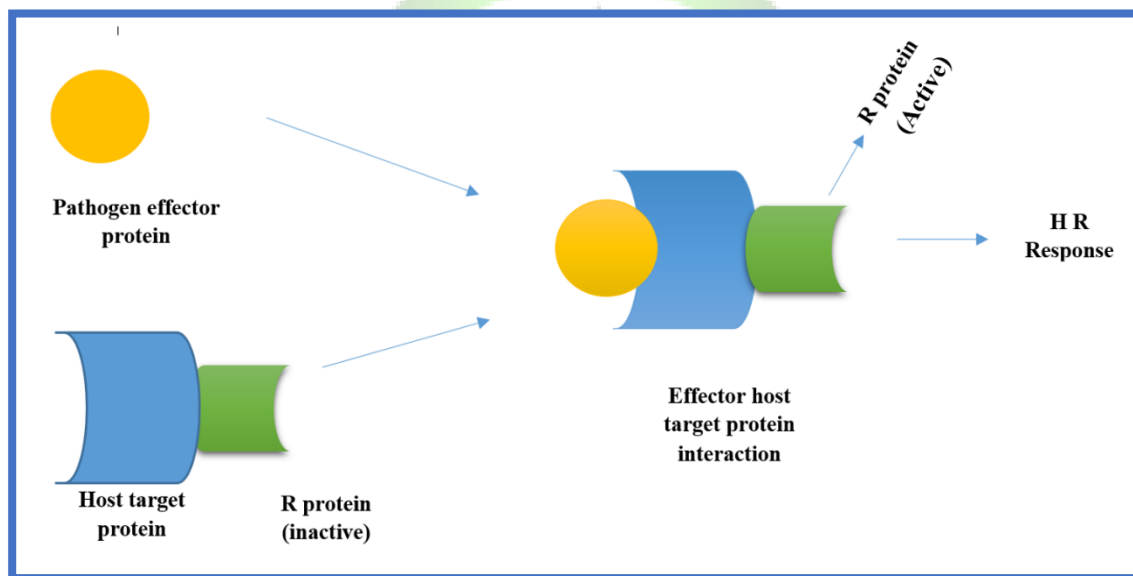 Pathogen effector
protein
Host target
protein
R protein
(inactive)
Effector host
target protein
interaction
R protein
(Active)
H R
Response